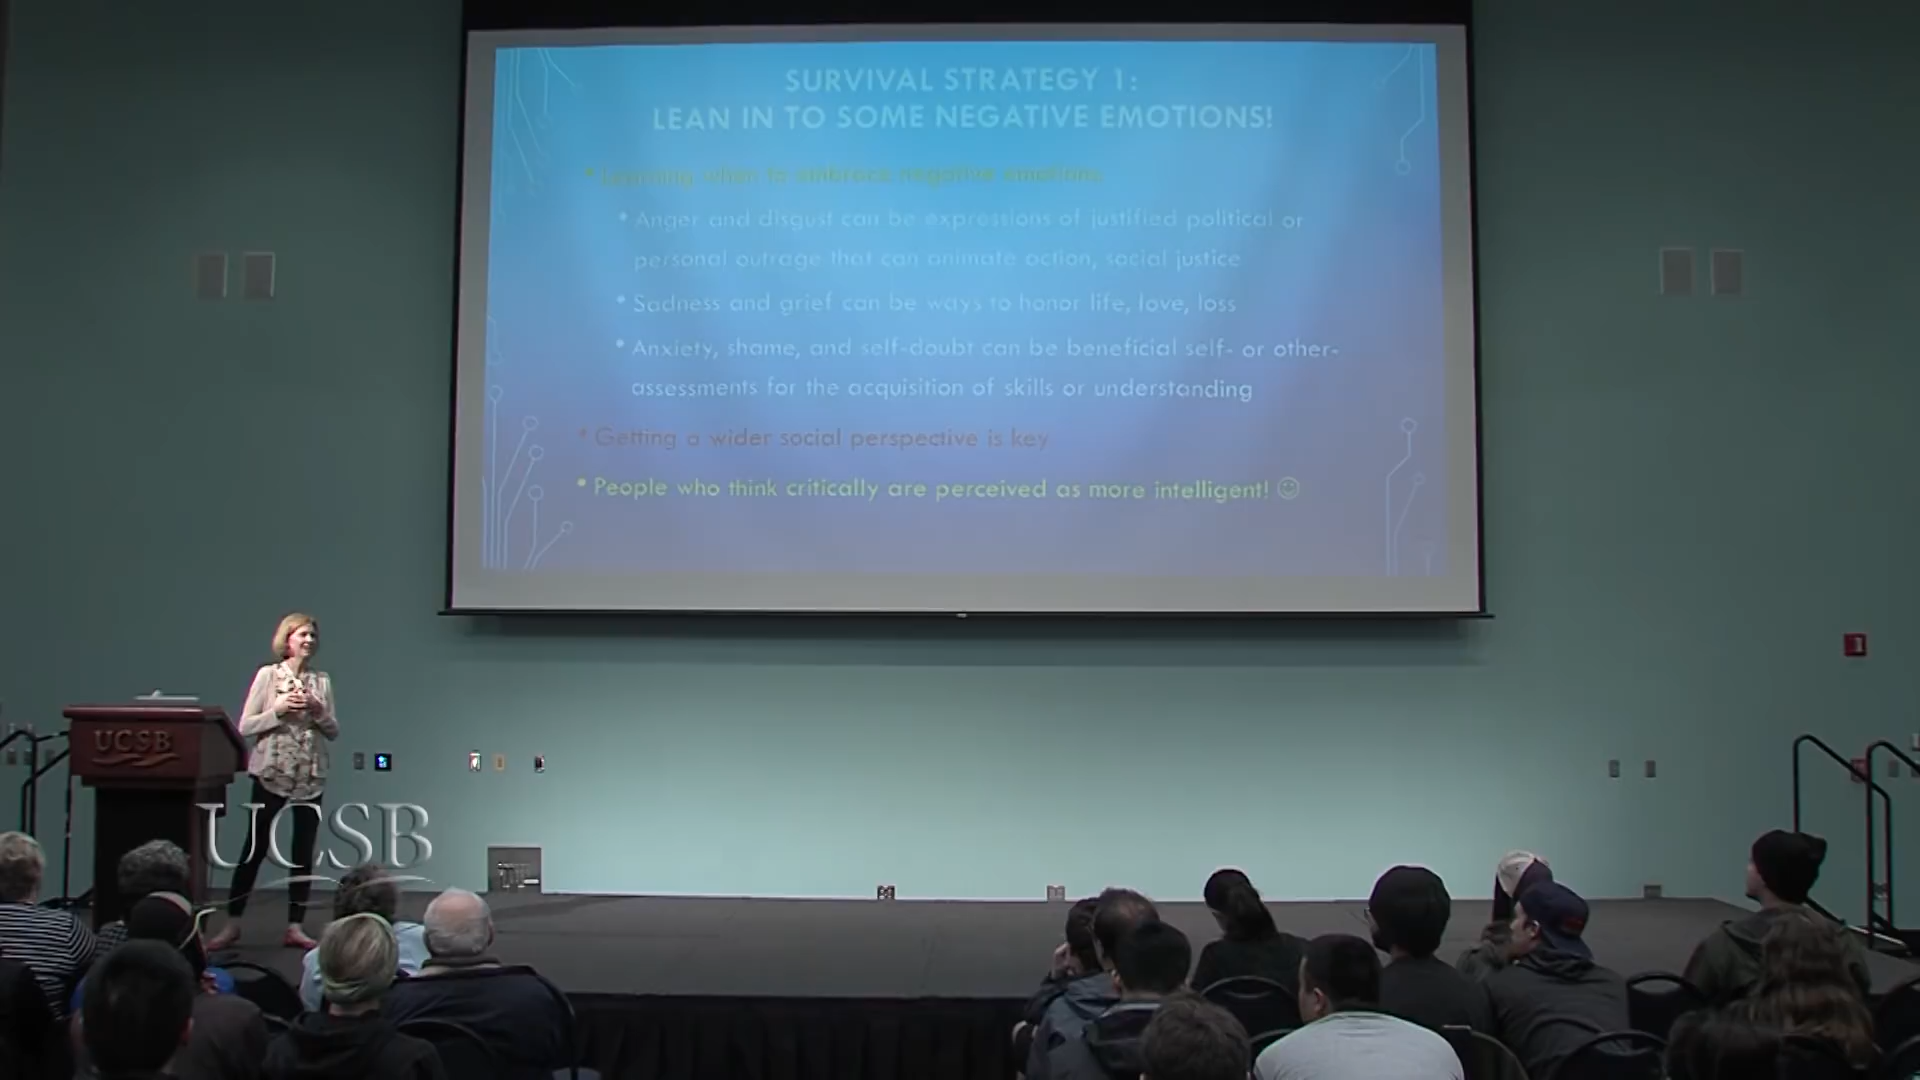 SURVIVAL STRATEGY 1:
LEAN IN TO SOME NEGATIVE EMOTIONS!
• Learning when to embrace negative emotions
• Anger and disgust can be expressions of justified political or
personal outrage that can animate action, social justice
• Sadness and grief can be ways to honor life, love, loss
• Anxiety, shame, and self-doubt can be beneficial self- or other-
assessments for the acquisition of skills or understanding
• Getting a wider social perspective is key
• People who think critically are perceived as more intelligent! ☺
UCSB
UCSB